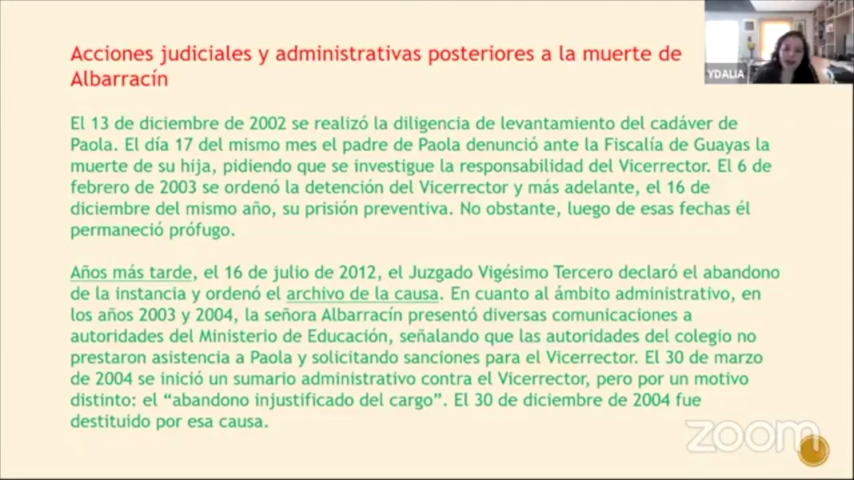 Acciones judiciales y administrativas posteriores a la muerte de
Albarracín
YDALIA
El 13 de diciembre de 2002 se realizó la diligencia de levantamiento del cadáver de
Paola. El día 17 del mismo mes el padre de Paola denunció ante la Fiscalía de Guayas la
muerte de su hija, pidiendo que se investigue la responsabilidad del Vicerrector. El 6 de
febrero de 2003 se ordenó la detención del Vicerrector y más adelante, el 16 de
diciembre del mismo año, su prisión preventiva. No obstante, luego de esas fechas él
permaneció prófugo.
Años más tarde, el 16 de julio de 2012, el Juzgado Vigésimo Tercero declaró el abandono
de la instancia y ordenó el archivo de la causa. En cuanto al ámbito administrativo, en
los años 2003 y 2004, la señora Albarracín presentó diversas comunicaciones a
autoridades del Ministerio de Educación, señalando que las autoridades del colegio no
prestaron asistencia a Paola y solicitando sanciones para el Vicerrector. El 30 de marzo
de 2004 se inició un sumario administrativo contra el Vicerrector, pero por un motivo
distinto: el “abandono injustificado del cargo”. El 30 de diciembre de 2004 fue
destituido por esa causa.
zoom